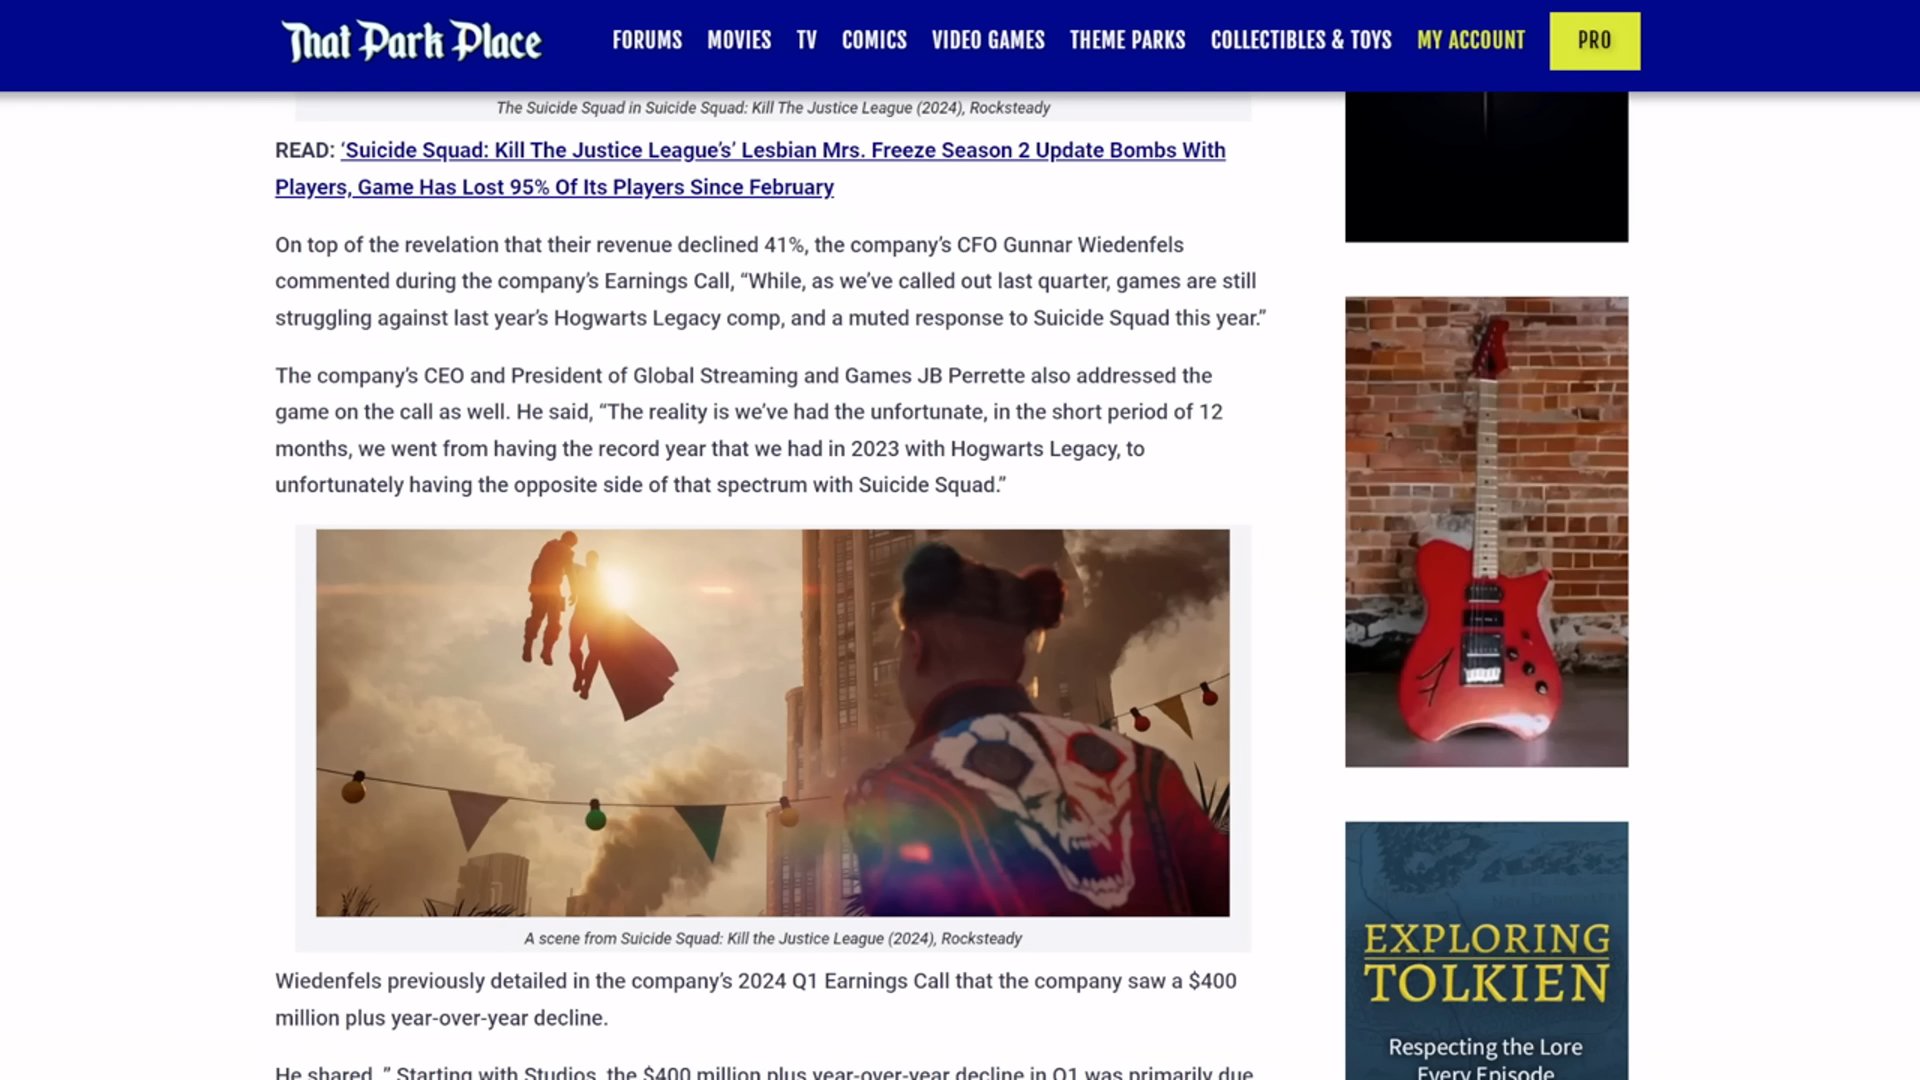 That Park Place
FORUMS MOVIES TV COMICS VIDEO GAMES THEME PARKS COLLECTIBLES & TOYS MY ACCOUNT PRO
The Suicide Squad in Suicide Squad: Kill The Justice League (2024), Rocksteady
READ: ‘Suicide Squad: Kill The Justice League’s’ Lesbian Mrs. Freeze Season 2 Update Bombs With
Players, Game Has Lost 95% Of Its Players Since February
On top of the revelation that their revenue declined 41%, the company’s CFO Gunnar Wiedenfels
commented during the company’s Earnings Call, “While, as we’ve called out last quarter, games are still
struggling against last year’s Hogwarts Legacy comp, and a muted response to Suicide Squad this year.”
The company’s CEO and President of Global Streaming and Games JB Perrette also addressed the
game on the call as well. He said, “The reality is we’ve had the unfortunate, in the short period of 12
months, we went from having the record year that we had in 2023 with Hogwarts Legacy, to
unfortunately having the opposite side of that spectrum with Suicide Squad.”
A scene from Suicide Squad: Kill the Justice League (2024), Rocksteady
Wiedenfels previously detailed in the company’s 2024 Q1 Earnings Call that the company saw a $400
million plus year-over-year decline.
He shared, ” Starting with Studios, the $400 million plus year-over-year decline in Q1 was primarily due
EXPLORING
TOLKIEN
Respecting the Lore
Every Episode